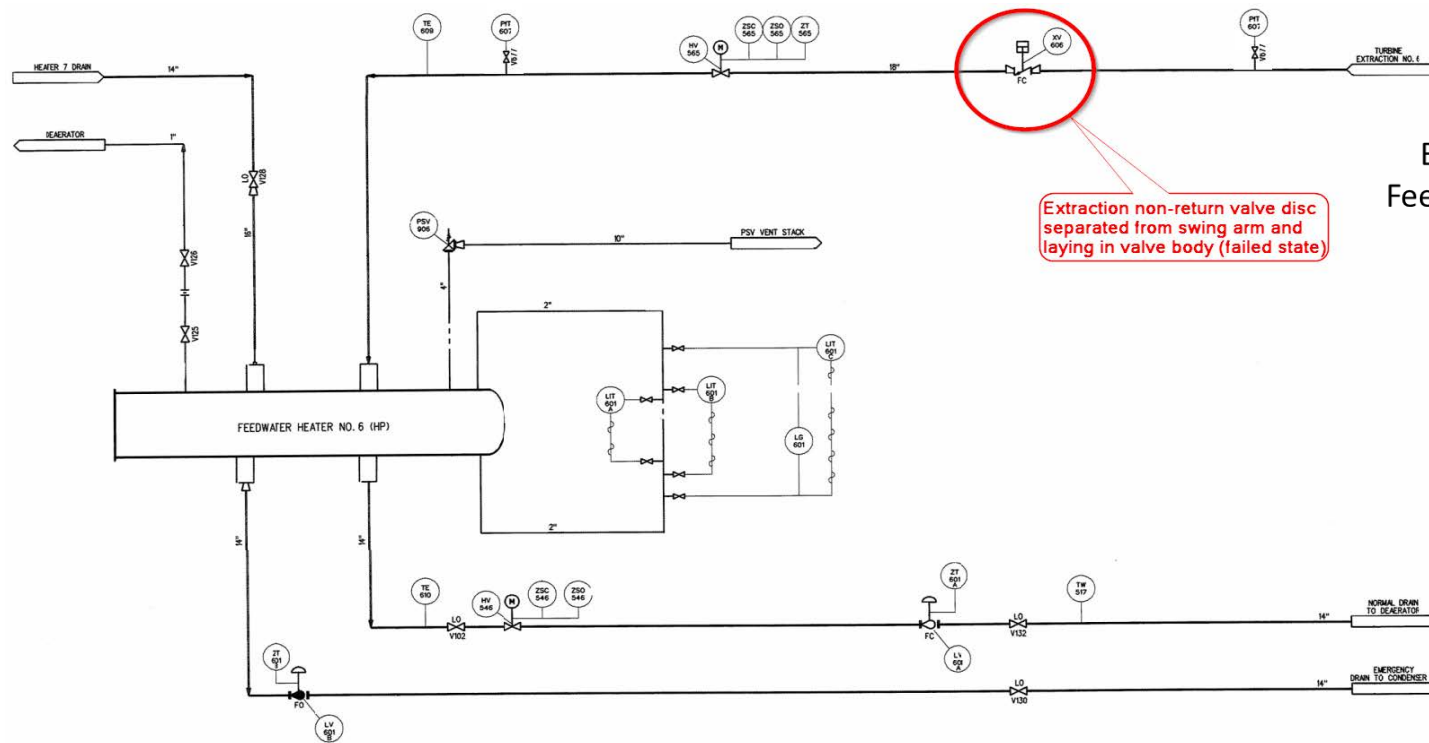 TE
609
PIT
607
HV
565
M
ZSC
565
ZSO
565
ZT
565
XV
606
PIT
607
HEATER 7 DRAIN
14"
18"
FC
TURBINE
DEAERATOR
1"
LO
V128
V126
V125
PSV
906
10"
PSV VENT STACK
4"
Extraction non-return valve disc
separated from swing arm and
laying in valve body (failed state)
E
Fee
2"
LIT
601
A
LIT
601
B
LIT
601
C
LG
601
FEEDWATER HEATER NO. 6 (HP)
2"
14"
14"
TE
610
LO
V102
HV
546
M
ZSC
546
ZSO
546
ZT
601
A
FC
LV
601
A
LO
V132
TW
517
14"
NORMAL DRAIN
TO DEAERATOR
ZT
601
FO
LV
601
B
LO
V130
14"
EMERGENCY
DRAIN TO CONDENSER